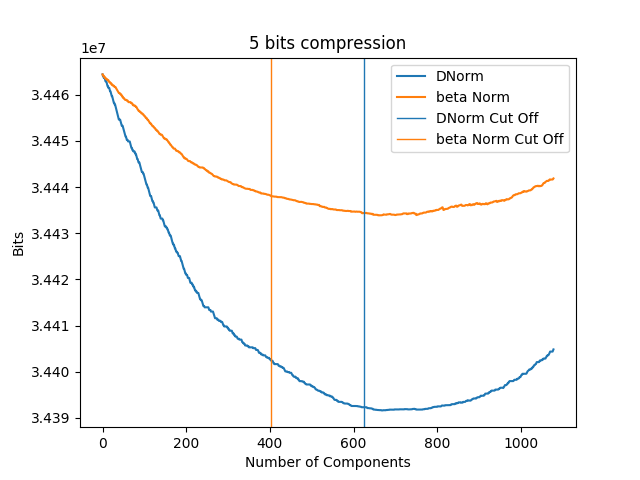 5 bits compression
1e7
3.446
3.445
3.444
3.443
3.442
3.441
3.440
3.439
Bits
DNorm
beta Norm
DNorm Cut Off
beta Norm Cut Off
0 200 400 600 800 1000
Number of Components